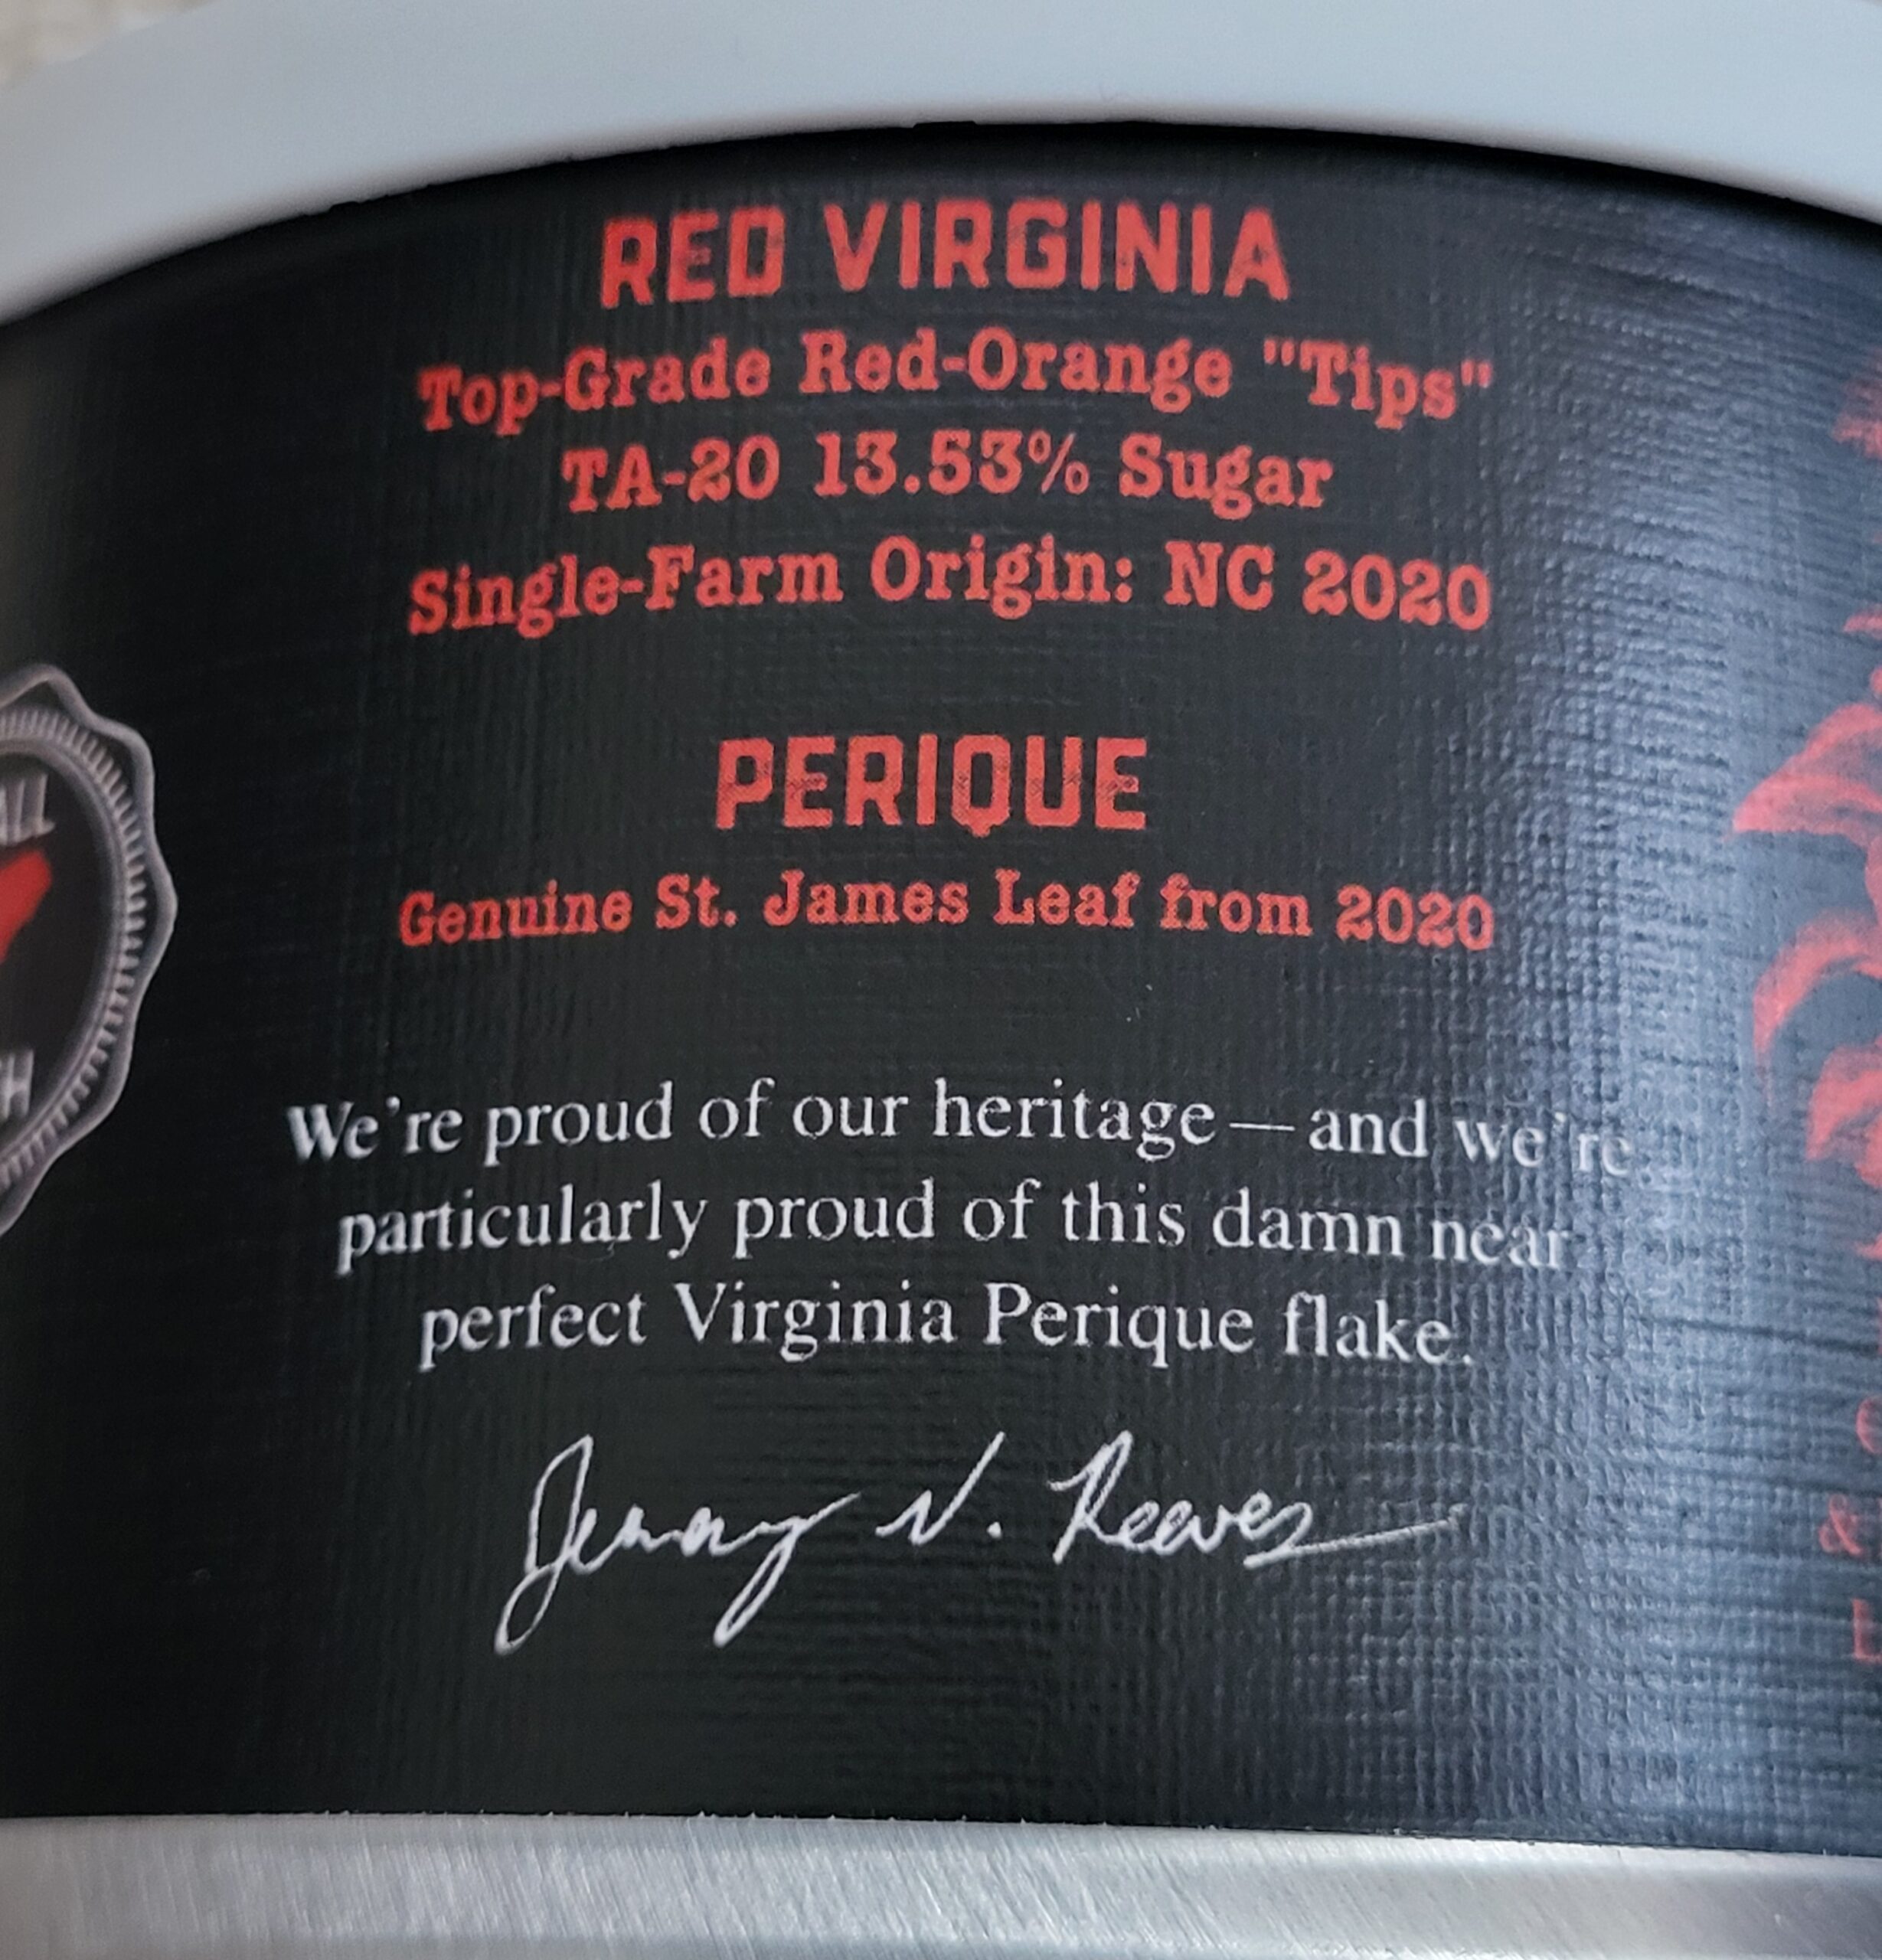 RED VIRGINIA
Top-Grade Red-Orange "Tips"
TA-20 13.53% Sugar
Single-Farm Origin: NC 2020
PERIQUE
Genuine St. James Leaf from 2020
We're proud of our heritage—and we're
particularly proud of this damn near
perfect Virginia Perique flake.
N. Reeves